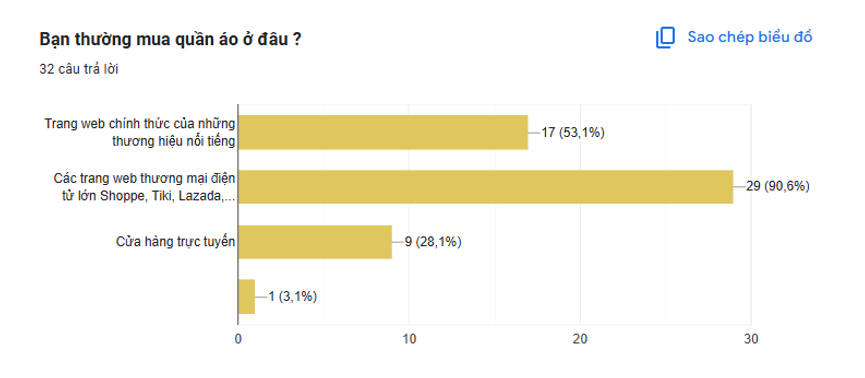 Bạn thường mua quần áo ở đâu ?
Sao chép biểu đồ
32 câu trả lời
Trang web chính thức của những
thương hiệu nổi tiếng
17 (53,1%)
Các trang web thương mại điện
tử lớn Shoppe, Tiki, Lazada,...
29 (90,6%)
Cửa hàng trực tuyến
9 (28,1%)
1 (3,1%)
0
10
20
30